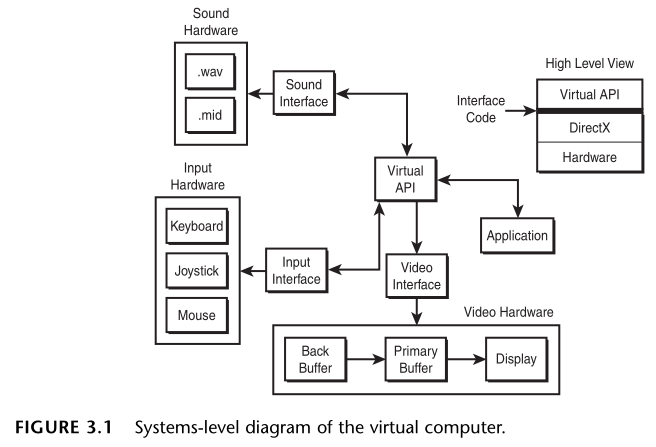 Sound
Hardware
.wav
.mid
Sound
Interface
High Level View
Virtual API
Interface
Code
DirectX
Hardware
Input
Hardware
Keyboard
Joystick
Mouse
Input
Interface
Virtual
API
Application
Video
Interface
Video Hardware
Back
Buffer
Primary
Buffer
Display
FIGURE 3.1 Systems-level diagram of the virtual computer.